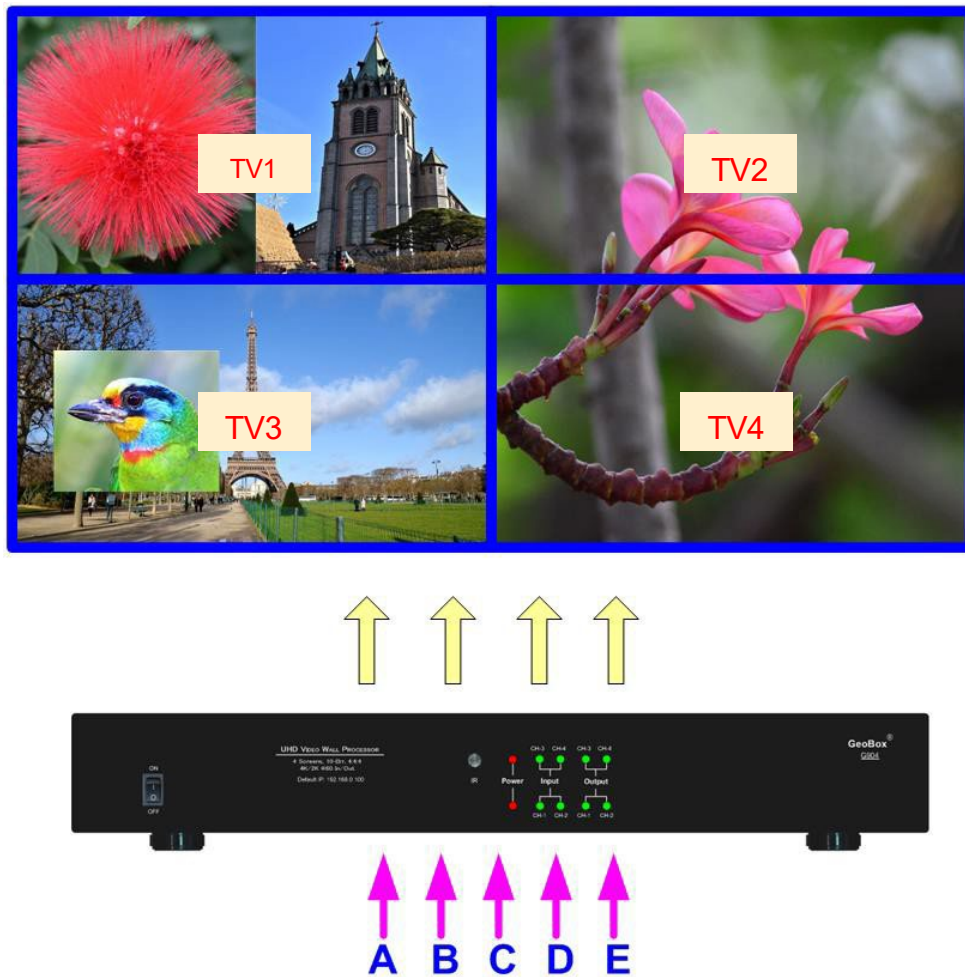 TV1
TV2
TV3
TV4
UHD VIDEO WALL PROCESSOR
4 Screens, 10-Bit, 4:4:4
4K/2K @60 In/Out
Default IP: 192.168.0.100
ON
OFF
IR
Power
CH-3 CH-4
Input
CH-1 CH-2
CH-3 CH-4
Output
CH-1 CH-2
GeoBox®
G904
A B C D E